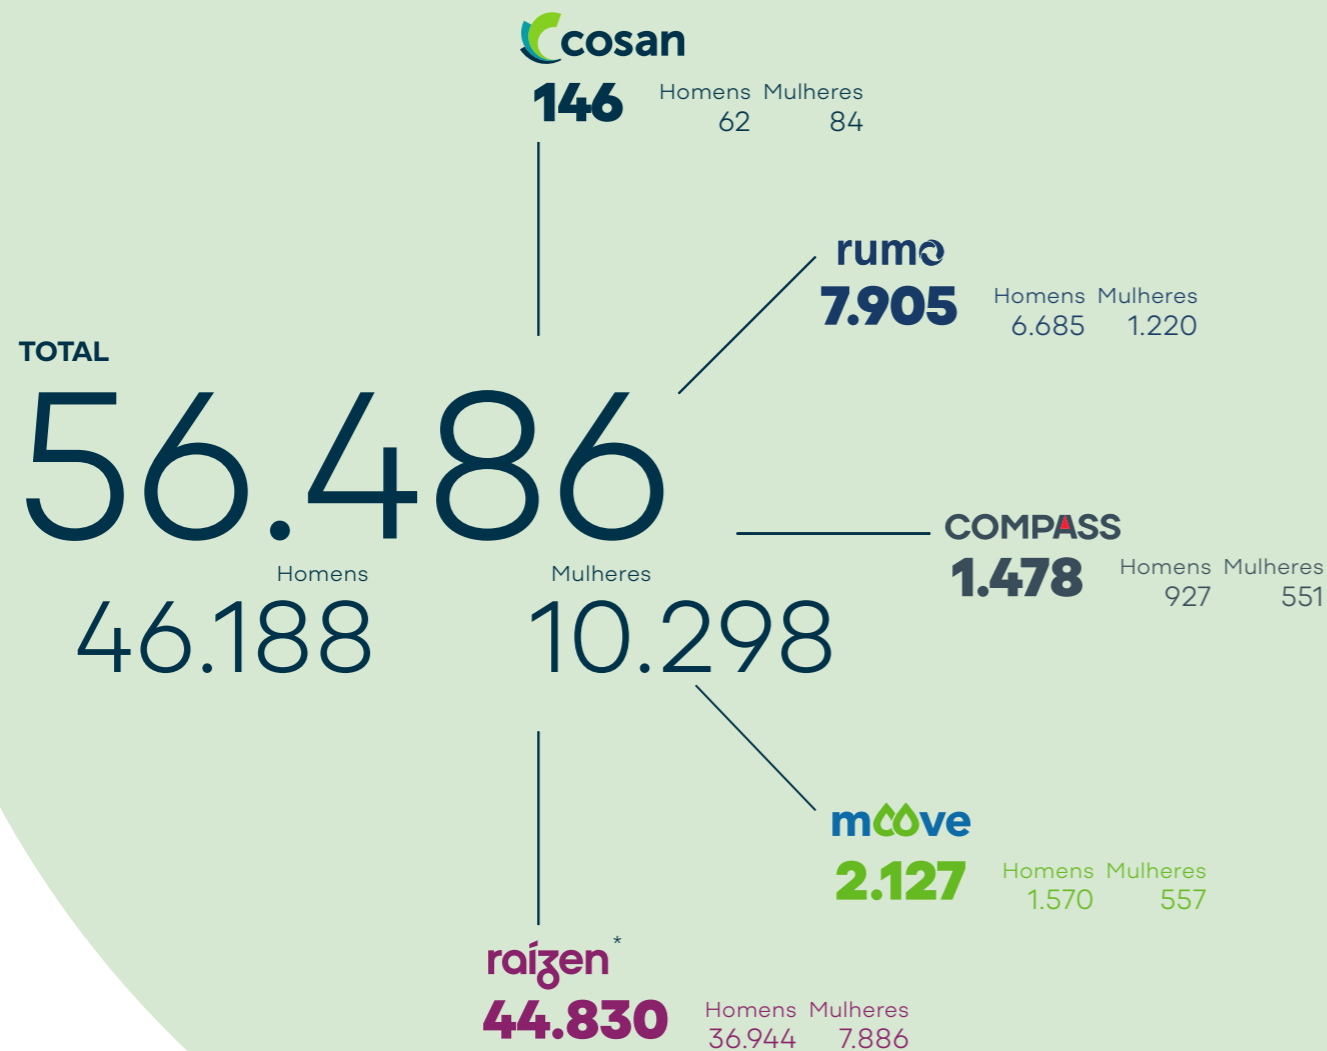 cosan
146
Homens Mulheres
62 84
rumo
7.905
Homens Mulheres
6.685 1.220
TOTAL
56.486
Homens Mulheres
46.188 10.298
COMPASS
1.478
Homens Mulheres
927 551
moove
2.127
Homens Mulheres
1.570 557
raízen*
44.830
Homens Mulheres
36.944 7.886